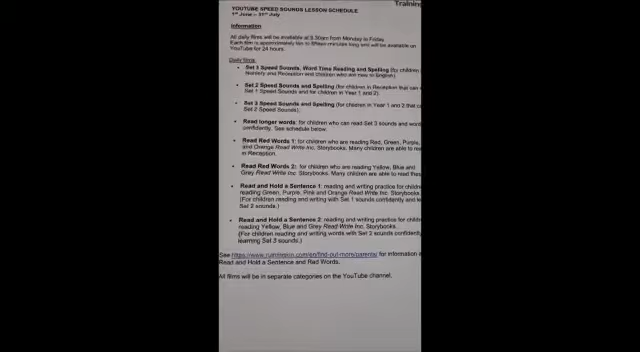 Training
YOUTUBE SPEED SOUNDS LESSON SCHEDULE
1st June – 31st July
Information
All daily films will be available at 9.30am from Monday to Friday.
Each film is approximately ten to fifteen minutes long and will be available on
YouTube for 24 hours.
Daily films:
• Set 1 Speed Sounds, Word Time Reading and Spelling (for children
Nursery and Reception and children who are new to English)
• Set 2 Speed Sounds and Spelling (for children in Reception that can
Set 1 Speed Sounds and for children in Year 1 and 2)
• Set 3 Speed Sounds and Spelling (for children in Year 1 and 2 that
Set 2 Speed Sounds).
• Read longer words: for children who can read Set 3 sounds and
confidently. See schedule below.
• Read Red Words 1: for children who are reading Red, Green, Purple,
and Orange Read Write Inc. Storybooks. Many children are able to
in Reception.
• Read Red Words 2: for children who are reading Yellow, Blue and
Grey Read Write Inc. Storybooks. Many children are able to read
• Read and Hold a Sentence 1: reading and writing practice for
reading Green, Purple, Pink and Orange Read Write Inc. Storybooks.
(For children reading and writing with Set 1 sounds confidently and
Set 2 sounds.)
• Read and Hold a Sentence 2: reading and writing practice for
reading Yellow, Blue and Grey Read Write Inc. Storybooks.
(For children reading and writing words with Set 2 sounds
learning Set 3 sounds.)
See https://www.ruthmiskin.com/en/find-out-more/parents/ for information
Read and Hold a Sentence and Red Words.
All films will be in separate categories on the YouTube channel.